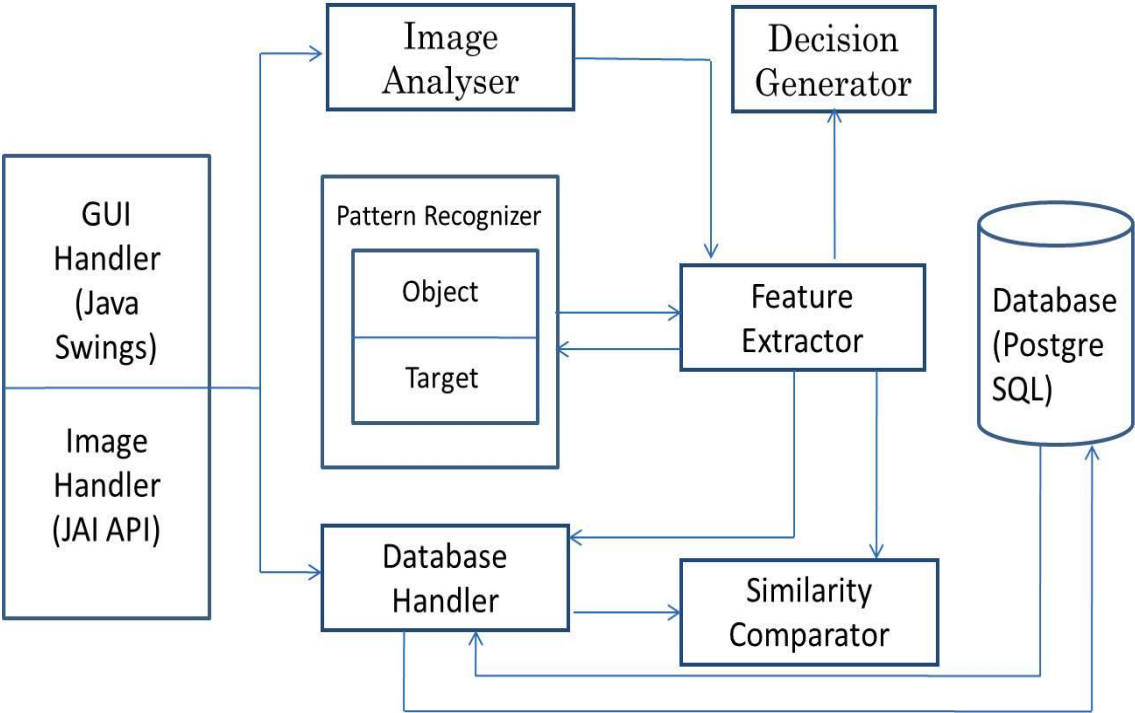 Image
Analyser
Decision
Generator
GUI
Handler
(Java
Swings)
Image
Handler
(JAI API)
Pattern Recognizer
Object
Target
Feature
Extractor
Database
(Postgre
SQL)
Database
Handler
Similarity
Comparator